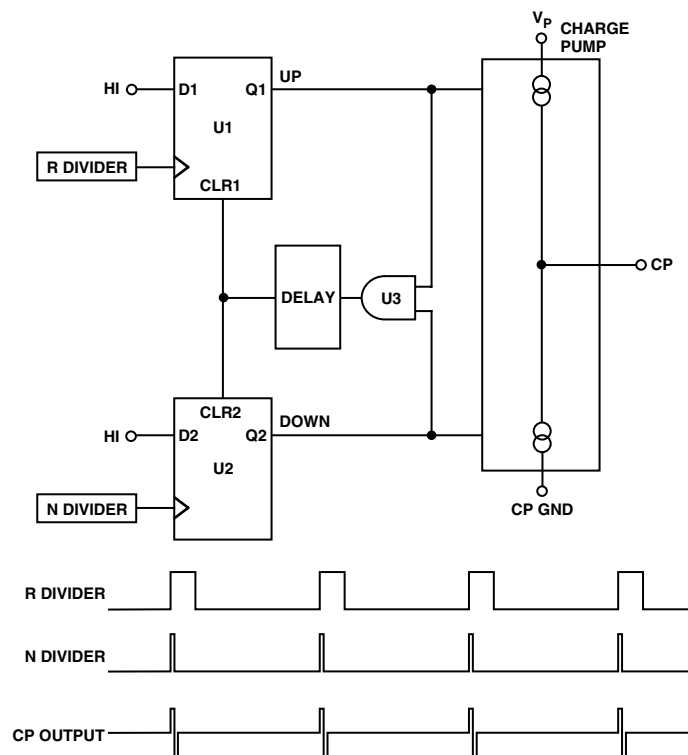 VP
CHARGE
PUMP
HI
D1
Q1
UP
U1
R DIVIDER
CLR1
CP
DELAY
U3
CLR2
DOWN
HI
D2
Q2
U2
N DIVIDER
CP GND
R DIVIDER
N DIVIDER
CP OUTPUT